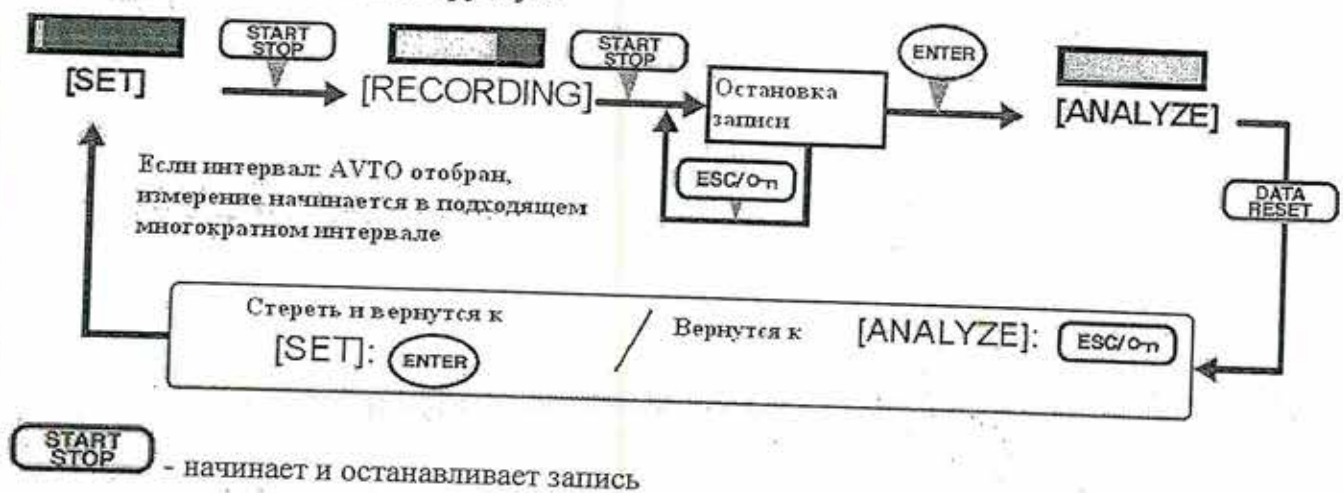 START
STOP
START
STOP
ENTER
[SET]
[RECORDING]
Остановка
записи
[ANALYZE]
Если интервал: AVTO отобран,
измерение начинается в подходящем
многократном интервале
ESC/
DATA
RESET
Стереть и вернутся к
[SET]: ENTER
/
Вернутся к [ANALYZE]: ESC/
START
STOP - начинает и останавливает запись